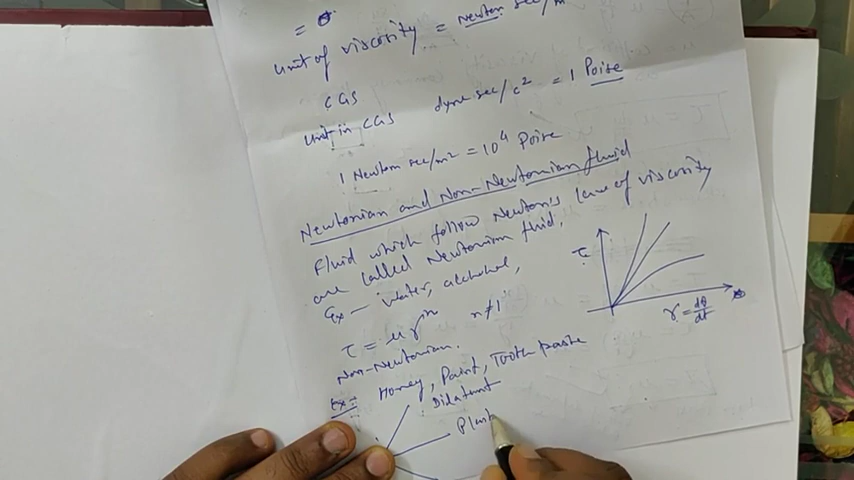 = θ
unit of viscosity = Newton sec/m
CGS
unit in CGS dyne sec/c² = 1 Poise
1 Newton sec/m² = 10⁴ Poise
Newtonian and Non-Newtonian fluid
Fluid which follow Newton's law of viscosity
are called Newtonian fluid.
Ex - Water, alcohol,
τ
γ = dθ/dt
τ = μ γⁿ n≠1
Non-Newtonian.
Ex:- Honey, Paint, Tooth paste
Dilatant
Plast